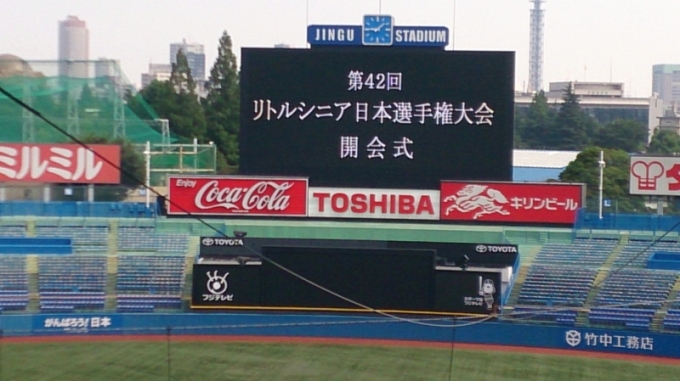 JINGU STADIUM
第42回
リトルシニア日本選手権大会
開会式
ミルミル
Enjoy
Coca-Cola
TOSHIBA
キリンビール
TOYOTA
TOYOTA
フジテレビ
がんばろう!日本
竹中工務店